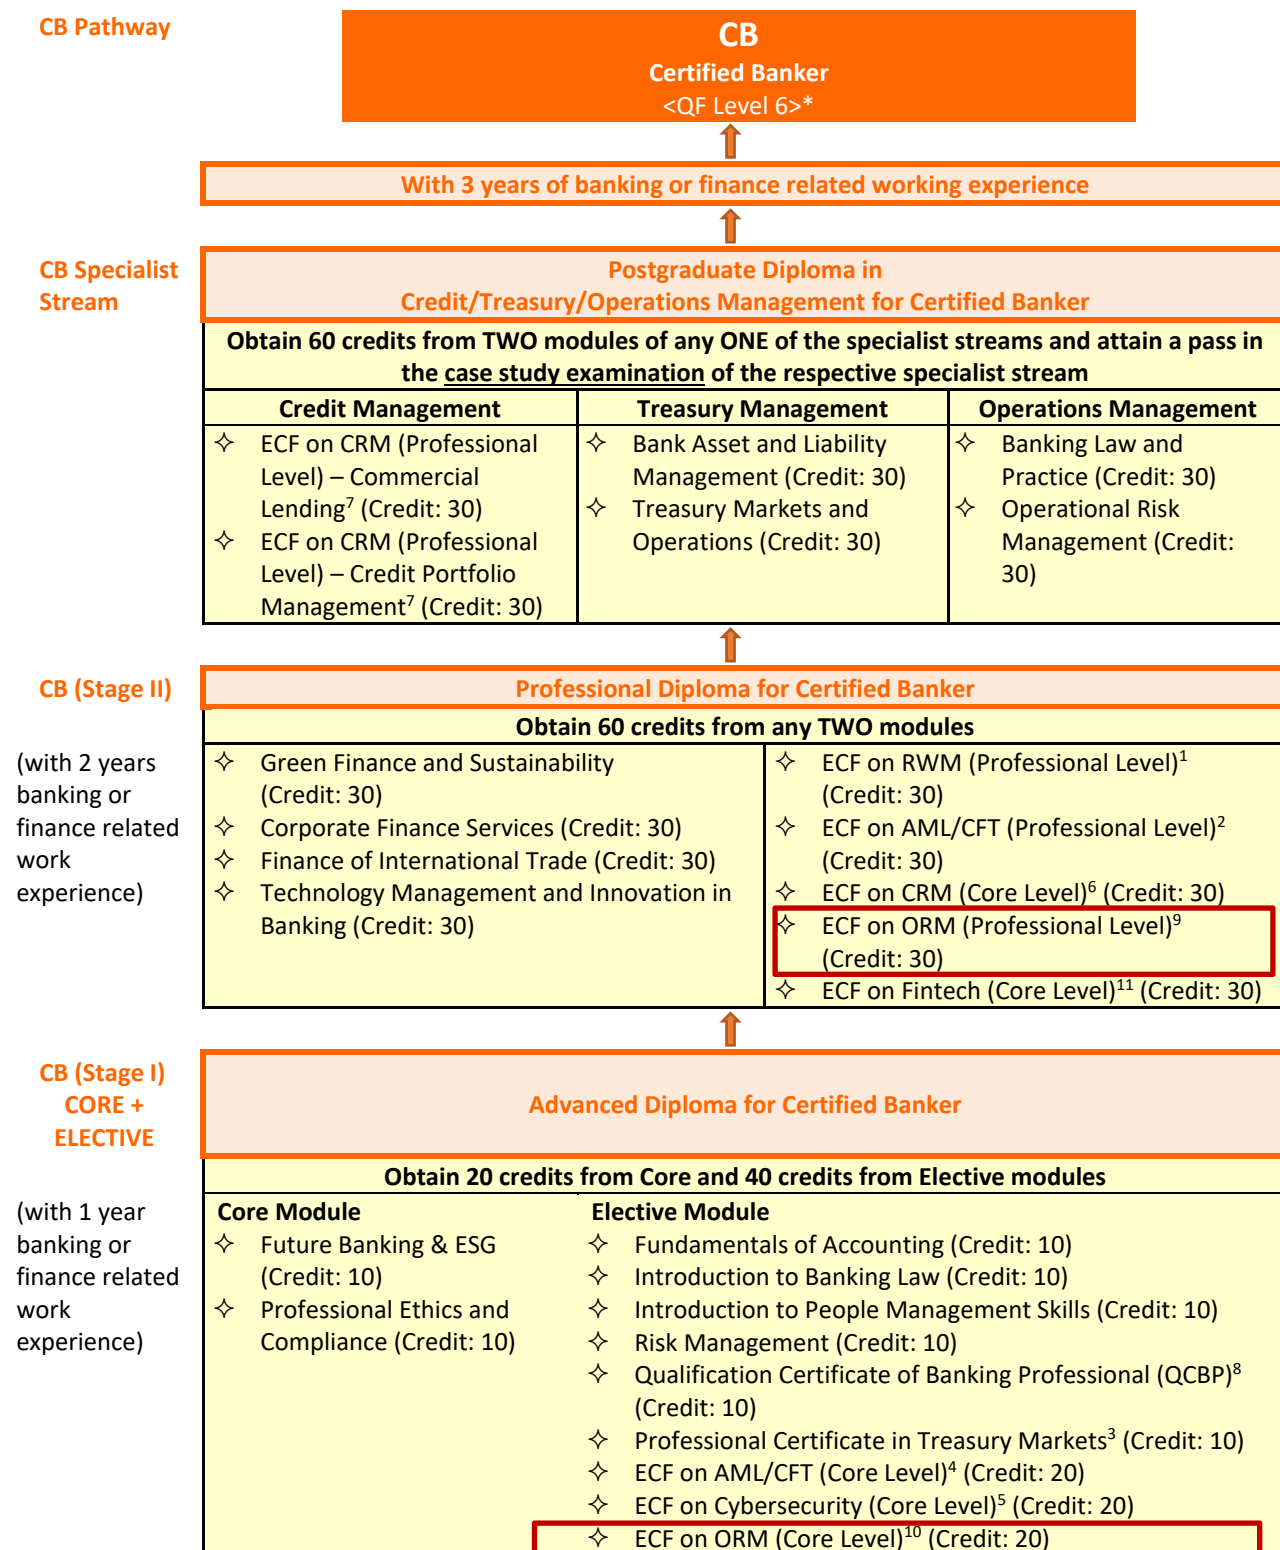 CB Pathway
CB
Certified Banker
<QF Level 6>*
With 3 years of banking or finance related working experience
CB Specialist
Stream
Postgraduate Diploma in
Credit/Treasury/Operations Management for Certified Banker
Obtain 60 credits from TWO modules of any ONE of the specialist streams and attain a pass in
the case study examination of the respective specialist stream
Credit Management
✧ ECF on CRM (Professional
Level) – Commercial
Lending⁷ (Credit: 30)
✧ ECF on CRM (Professional
Level) – Credit Portfolio
Management⁷ (Credit: 30)
Treasury Management
✧ Bank Asset and Liability
Management (Credit: 30)
✧ Treasury Markets and
Operations (Credit: 30)
Operations Management
✧ Banking Law and
Practice (Credit: 30)
✧ Operational Risk
Management (Credit:
30)
CB (Stage II)
(with 2 years
banking or
finance related
work
experience)
Professional Diploma for Certified Banker
Obtain 60 credits from any TWO modules
✧ Green Finance and Sustainability
(Credit: 30)
✧ Corporate Finance Services (Credit: 30)
✧ Finance of International Trade (Credit: 30)
✧ Technology Management and Innovation in
Banking (Credit: 30)
✧ ECF on RWM (Professional Level)¹
(Credit: 30)
✧ ECF on AML/CFT (Professional Level)²
(Credit: 30)
✧ ECF on CRM (Core Level)⁶ (Credit: 30)
✧ ECF on ORM (Professional Level)⁹
(Credit: 30)
✧ ECF on Fintech (Core Level)¹¹ (Credit: 30)
CB (Stage I)
CORE +
ELECTIVE
(with 1 year
banking or
finance related
work
experience)
Advanced Diploma for Certified Banker
Obtain 20 credits from Core and 40 credits from Elective modules
Core Module
✧ Future Banking & ESG
(Credit: 10)
✧ Professional Ethics and
Compliance (Credit: 10)
Elective Module
✧ Fundamentals of Accounting (Credit: 10)
✧ Introduction to Banking Law (Credit: 10)
✧ Introduction to People Management Skills (Credit: 10)
✧ Risk Management (Credit: 10)
✧ Qualification Certificate of Banking Professional (QCBP)⁸
(Credit: 10)
✧ Professional Certificate in Treasury Markets³ (Credit: 10)
✧ ECF on AML/CFT (Core Level)⁴ (Credit: 20)
✧ ECF on Cybersecurity (Core Level)⁵ (Credit: 20)
✧ ECF on ORM (Core Level)¹⁰ (Credit: 20)